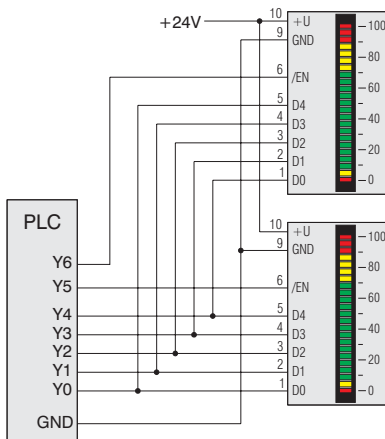 +24V
10 +U
9 GND
6 /EN
5 D4
4 D3
3 D2
2 D1
1 D0
100
80
60
40
20
0
PLC
Y6
Y5
Y4
Y3
Y2
Y1
Y0
GND
10 +U
9 GND
6 /EN
5 D4
4 D3
3 D2
2 D1
1 D0
100
80
60
40
20
0